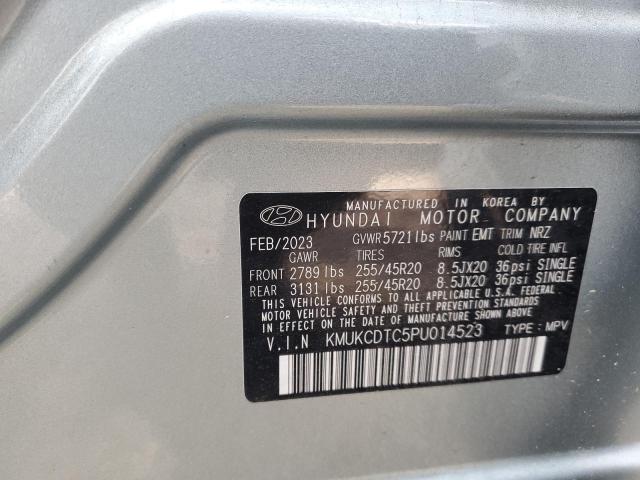 MANUFACTURED IN KOREA BY
HYUNDAI MOTOR COMPANY
FEB/2023 GVWR 5721 lbs PAINT EMT TRIM NRZ
GAWR TIRES RIMS COLD TIRE INFL
FRONT 2789 lbs 255/45R20 8.5JX20 36psi SINGLE
REAR 3131 lbs 255/45R20 8.5JX20 36psi SINGLE
THIS VEHICLE CONFORMS TO ALL APPLICABLE U.S.A. FEDERAL
MOTOR VEHICLE SAFETY AND THEFT PREVENTION STANDARDS
IN EFFECT ON THE DATE OF MANUFACTURE SHOWN ABOVE.
V.I.N KMUKCDTC5PU014523 TYPE : MPV